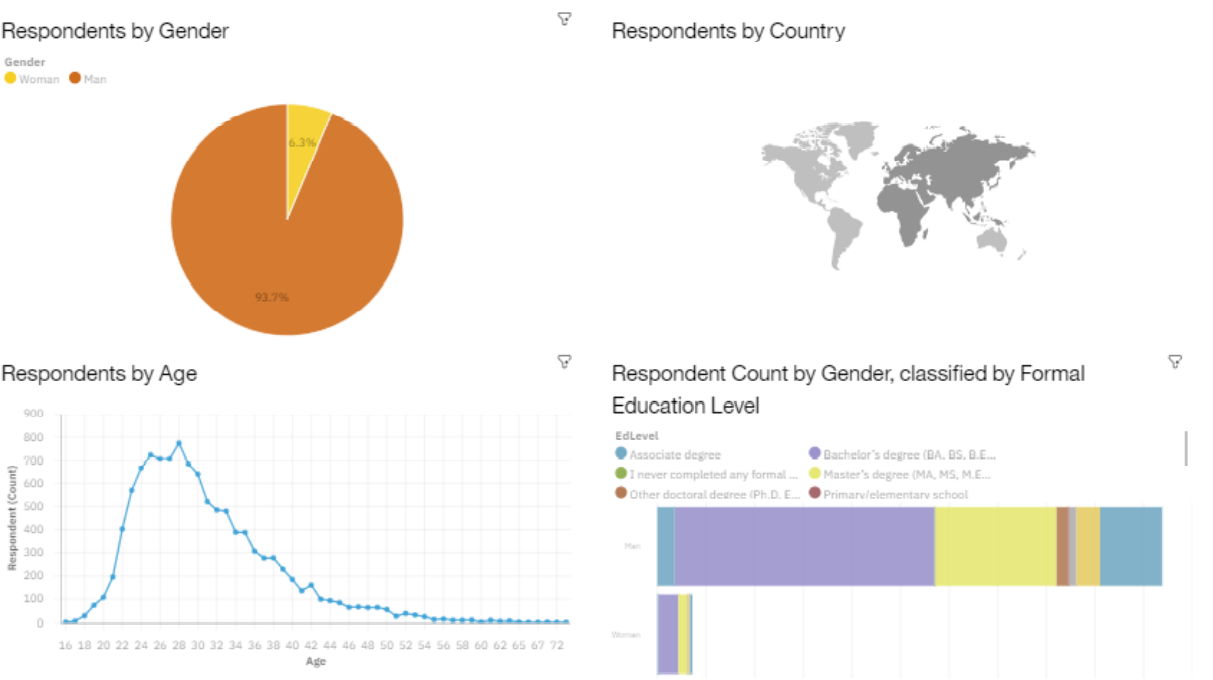 Respondents by Gender
Gender
Woman Man
6.3%
93.7%
Respondents by Country
Respondents by Age
900
800
700
600
500
400
300
200
100
0
Respondent (Count)
16 18 20 22 24 26 28 30 32 34 36 38 40 42 44 46 48 50 52 54 56 58 60 62 65 67 72
Age
Respondent Count by Gender, classified by Formal
Education Level
EdLevel
Associate degree Bachelor's degree (BA, BS, B.E...
I never completed any formal ... Master's degree (MA, MS, M.E...
Other doctoral degree (Ph.D. E... Primary/elementary school
Man
Woman